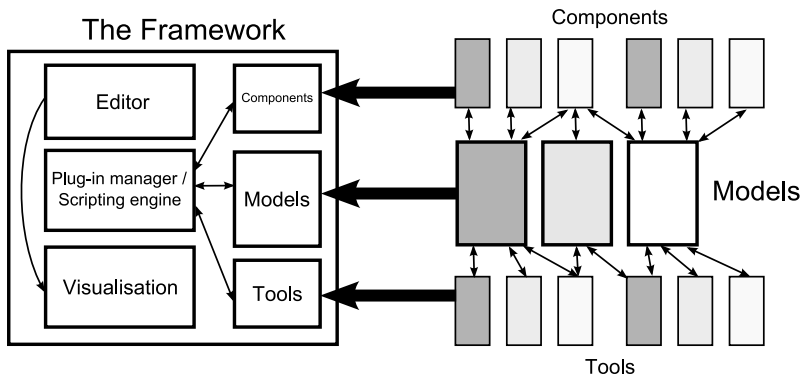 The Framework
Components
Editor
Components
Plug-in manager /
Scripting engine
Models
Models
Visualisation
Tools
Tools